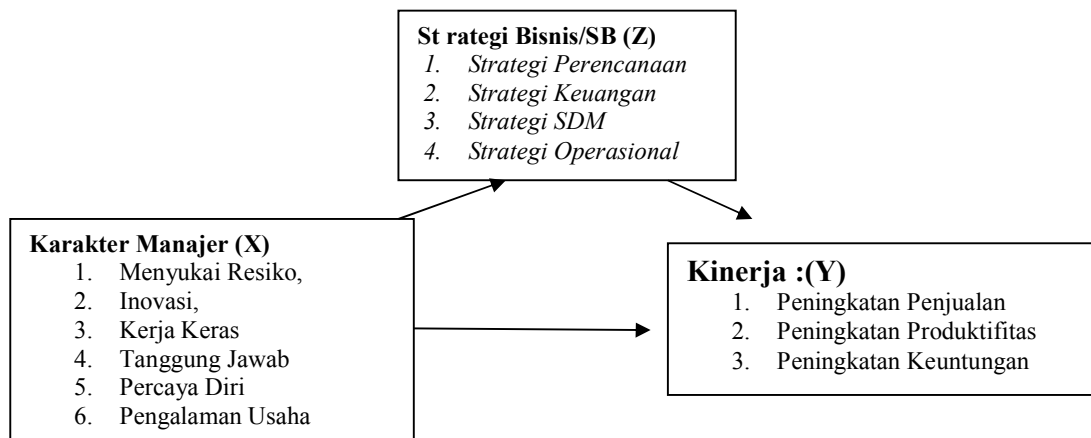 St rategi Bisnis/SB (Z)
1. Strategi Perencanaan
2. Strategi Keuangan
3. Strategi SDM
4. Strategi Operasional
Karakter Manajer (X)
1. Menyukai Resiko,
2. Inovasi,
3. Kerja Keras
4. Tanggung Jawab
5. Percaya Diri
6. Pengalaman Usaha
Kinerja :(Y)
1. Peningkatan Penjualan
2. Peningkatan Produktifitas
3. Peningkatan Keuntungan